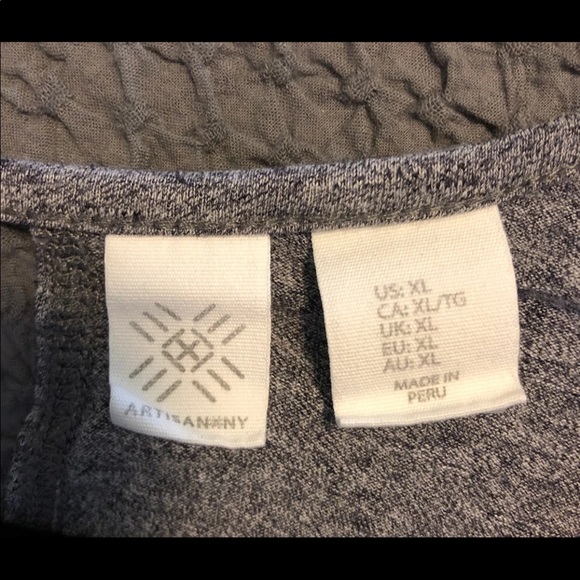 ARTISAN NY
US: XL
CA: XL/TG
UK: XL
EU: XL
AU: XL
MADE IN
PERU